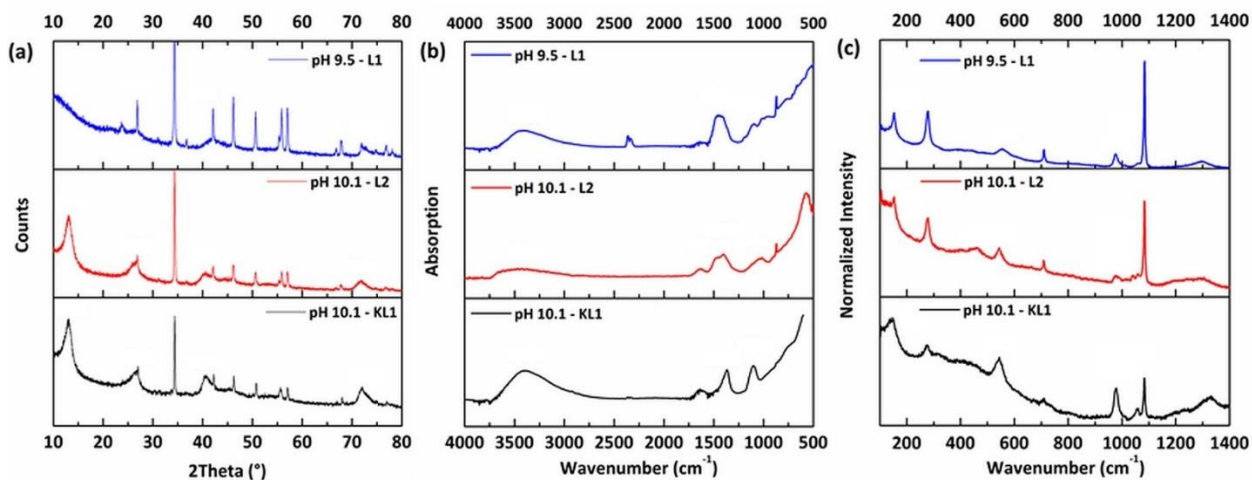 10 20 30 40 50 60 70 80
4000 3500 3000 2500 2000 1500 1000 500
200 400 600 800 1000 1200 1400
(a)
pH 9.5 - L1
pH 10.1 - L2
pH 10.1 - KL1
Counts
10 20 30 40 50 60 70 80
2Theta (°)
(b)
pH 9.5 - L1
pH 10.1 - L2
pH 10.1 - KL1
Absorption
4000 3500 3000 2500 2000 1500 1000 500
Wavenumber (cm⁻¹)
(c)
pH 9.5 - L1
pH 10.1 - L2
pH 10.1 - KL1
Normalized Intensity
200 400 600 800 1000 1200 1400
Wavenumber (cm⁻¹)